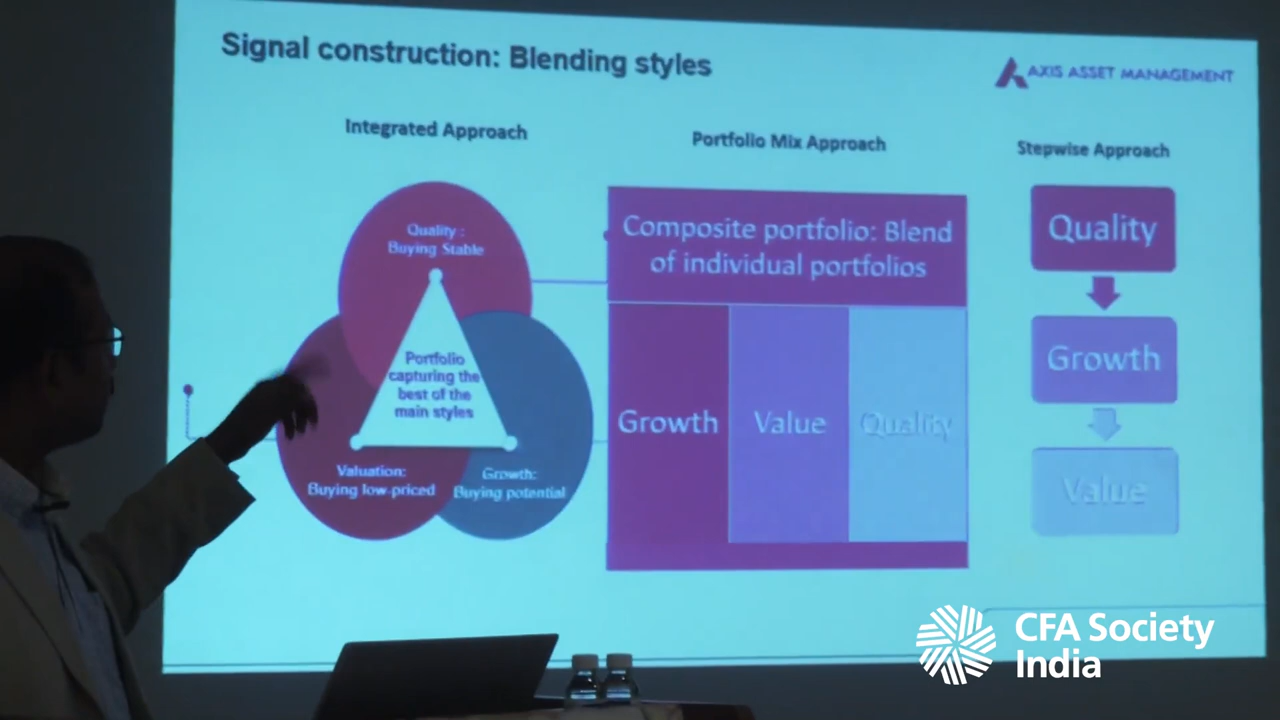 Signal construction: Blending styles
AXIS ASSET MANAGEMENT
Integrated Approach
Quality :
Buying Stable
Portfolio
capturing the
best of the
main styles
Valuation:
Buying low-priced
Growth:
Buying potential
Portfolio Mix Approach
Composite portfolio: Blend
of individual portfolios
Growth
Value
Quality
Stepwise Approach
Quality
Growth
Value
CFA Society
India